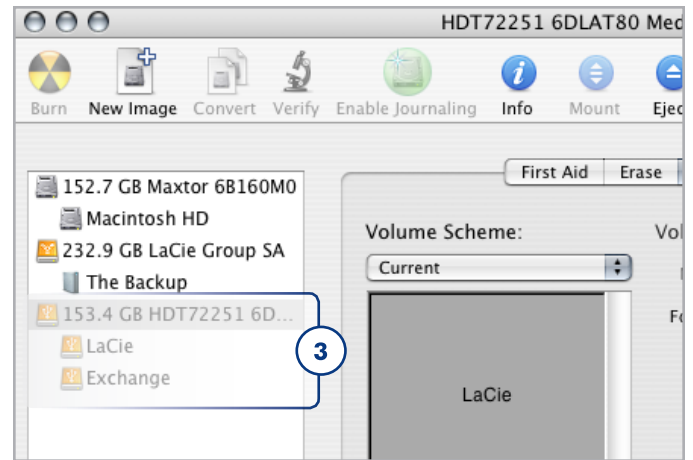 HDT72251 6DLAT80 Med
Burn New Image Convert Verify Enable Journaling Info Mount Ejec
First Aid Erase
152.7 GB Maxtor 6B160M0
Macintosh HD
232.9 GB LaCie Group SA
The Backup
153.4 GB HDT72251 6D...
LaCie
Exchange
3
Volume Scheme:
Current
LaCie
Vol
Fo